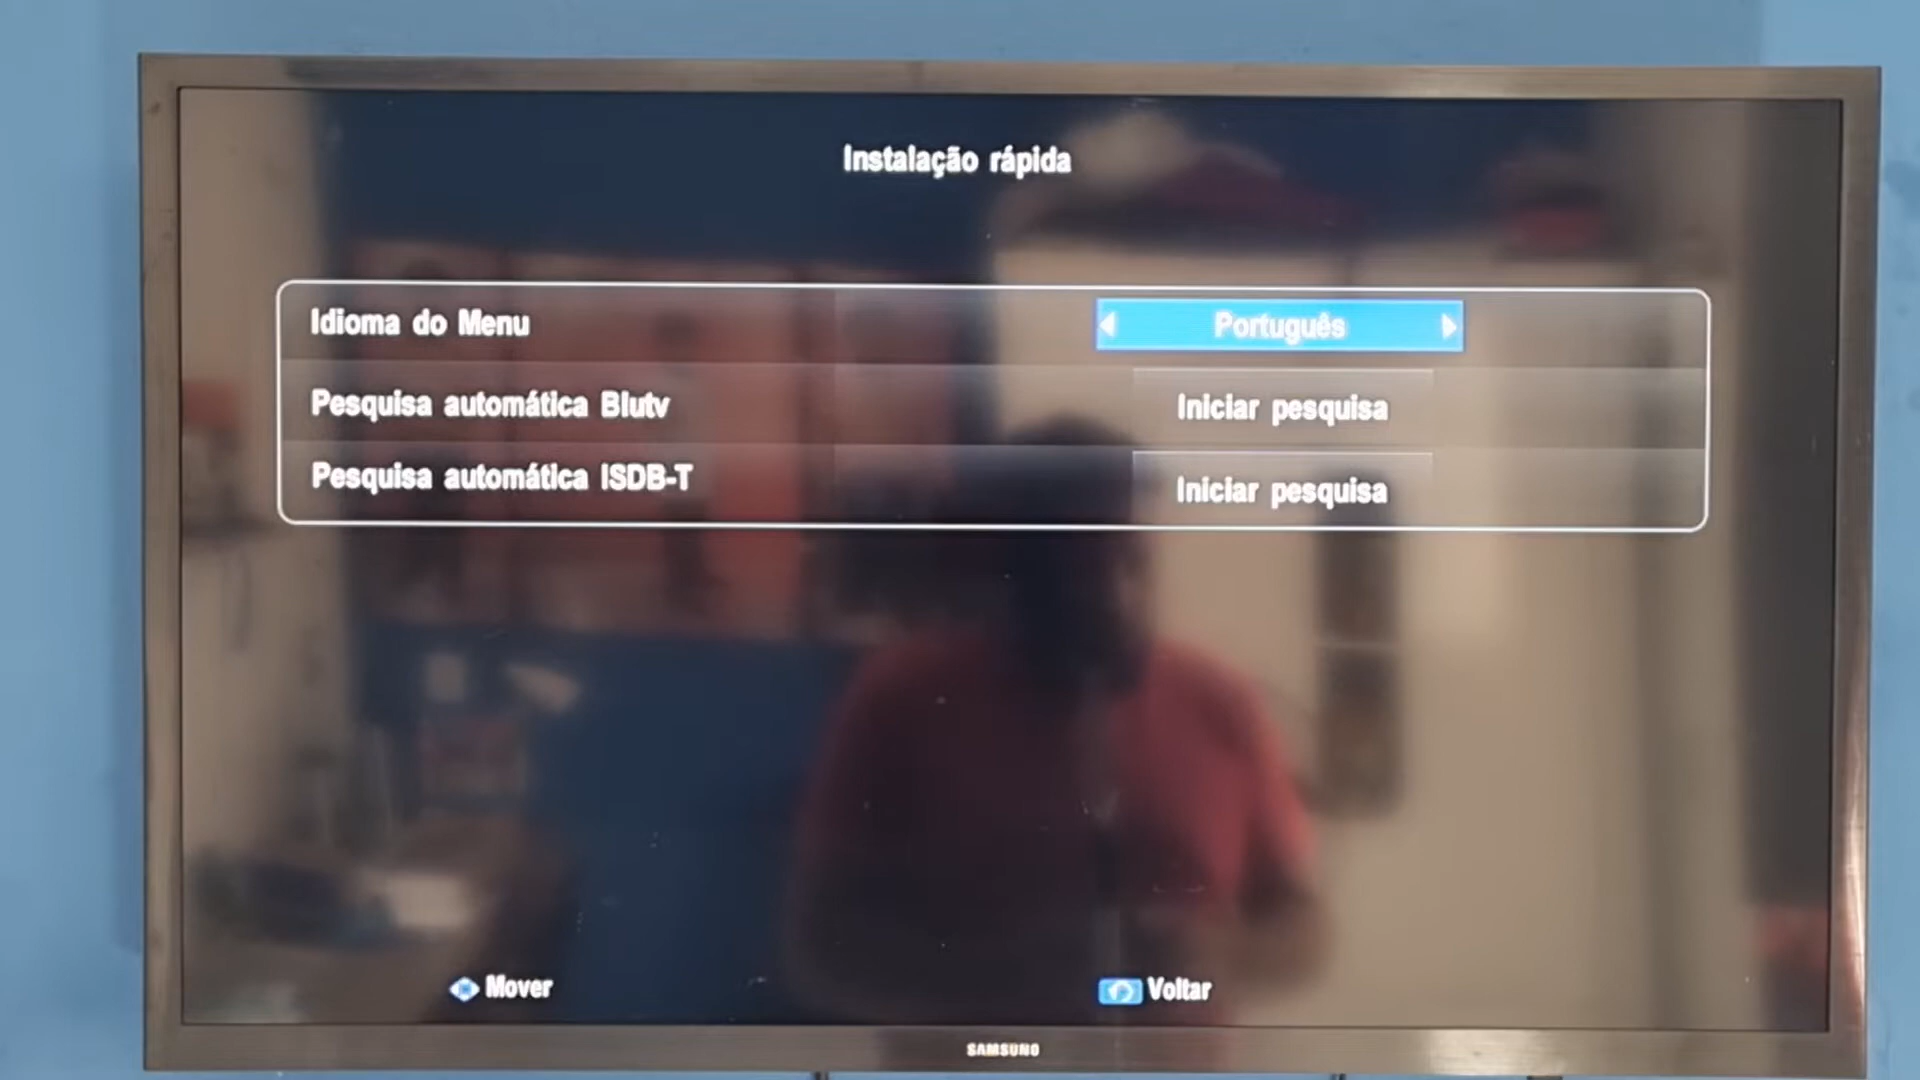 Instalação rápida
Idioma do Menu
Português
Pesquisa automática Blutv
Iniciar pesquisa
Pesquisa automática ISDB-T
Iniciar pesquisa
Mover
Voltar
SAMSUNG